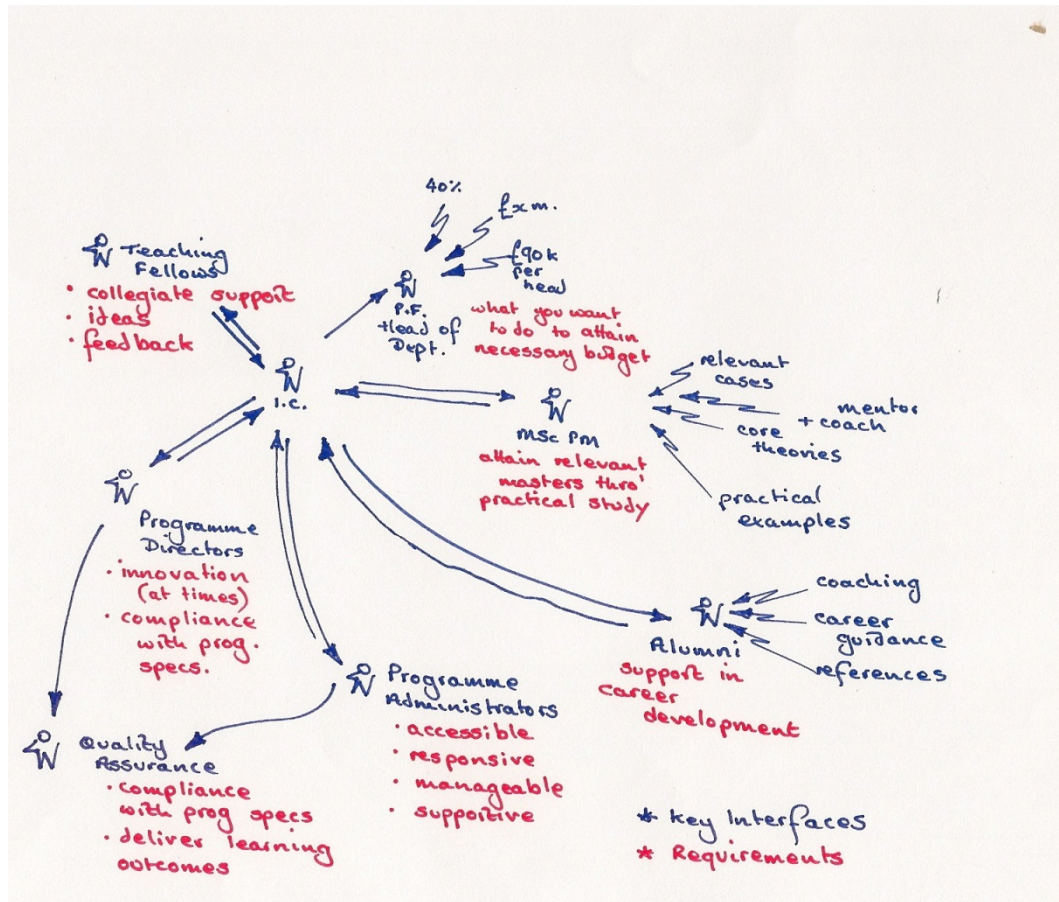 40%
£xm.
£90k
per
head
Teaching
Fellows
• collegiate support
• ideas
• feedback
P.F.
Head of
Dept.
what you want
to do to attain
necessary budget
I.C.
MSc PM
attain relevant
masters thro'
practical study
relevant
cases
mentor
+ coach
core
theories
practical
examples
Programme
Directors
• innovation
(at times)
• compliance
with prog.
specs.
Programme
Administrators
• accessible
• responsive
• manageable
• supportive
Alumni
support in
career
development
coaching
career
guidance
references
Quality
Assurance
• compliance
with prog specs
• deliver learning
outcomes
* Key Interfaces
* Requirements